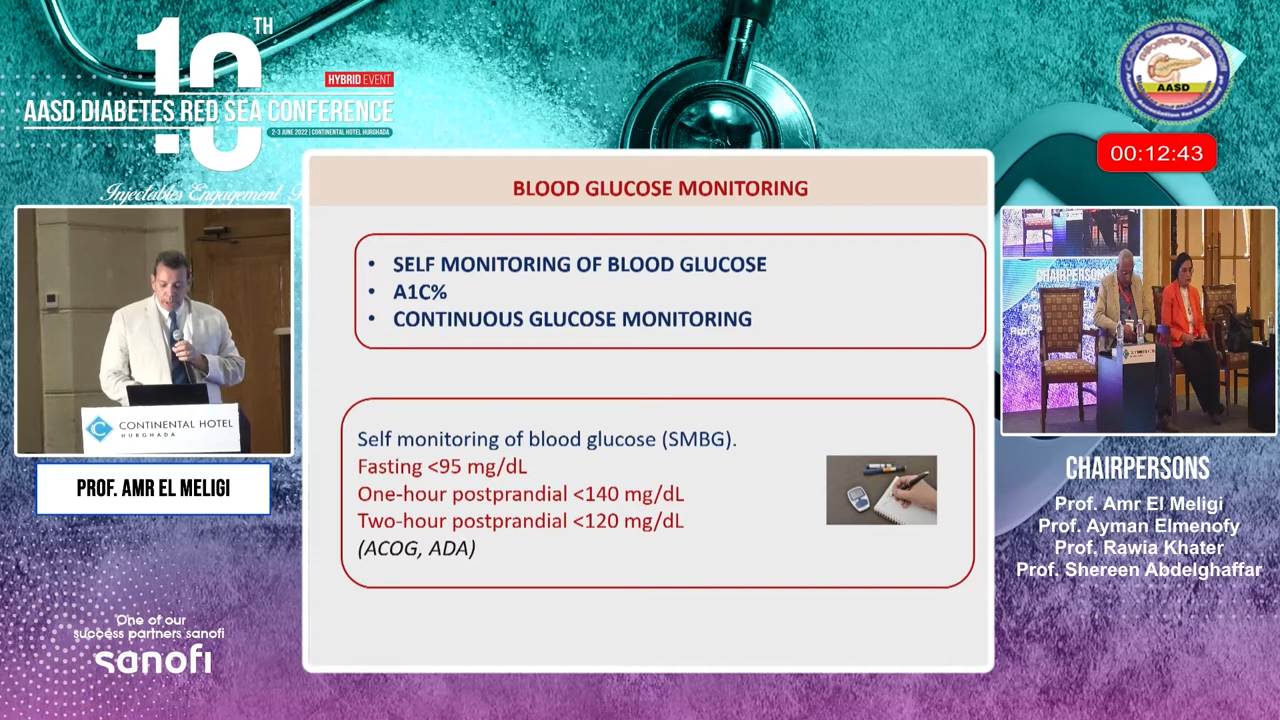 10TH
HYBRID EVENT
AASD DIABETES RED SEA CONFERENCE
2-3 JUNE 2022 | CONTINENTAL HOTEL HURGHADA
Injectables Engagement
AASD
00:12:43
BLOOD GLUCOSE MONITORING
• SELF MONITORING OF BLOOD GLUCOSE
• A1C%
• CONTINUOUS GLUCOSE MONITORING
Self monitoring of blood glucose (SMBG).
Fasting <95 mg/dL
One-hour postprandial <140 mg/dL
Two-hour postprandial <120 mg/dL
(ACOG, ADA)
CONTINENTAL HOTEL
HURGHADA
PROF. AMR EL MELIGI
CHAIRPERSONS
CHAIRPERSONS
Prof. Amr El Meligi
Prof. Ayman Elmenofy
Prof. Rawia Khater
Prof. Shereen Abdelghaffar
One of our
success partners sanofi
sanofi